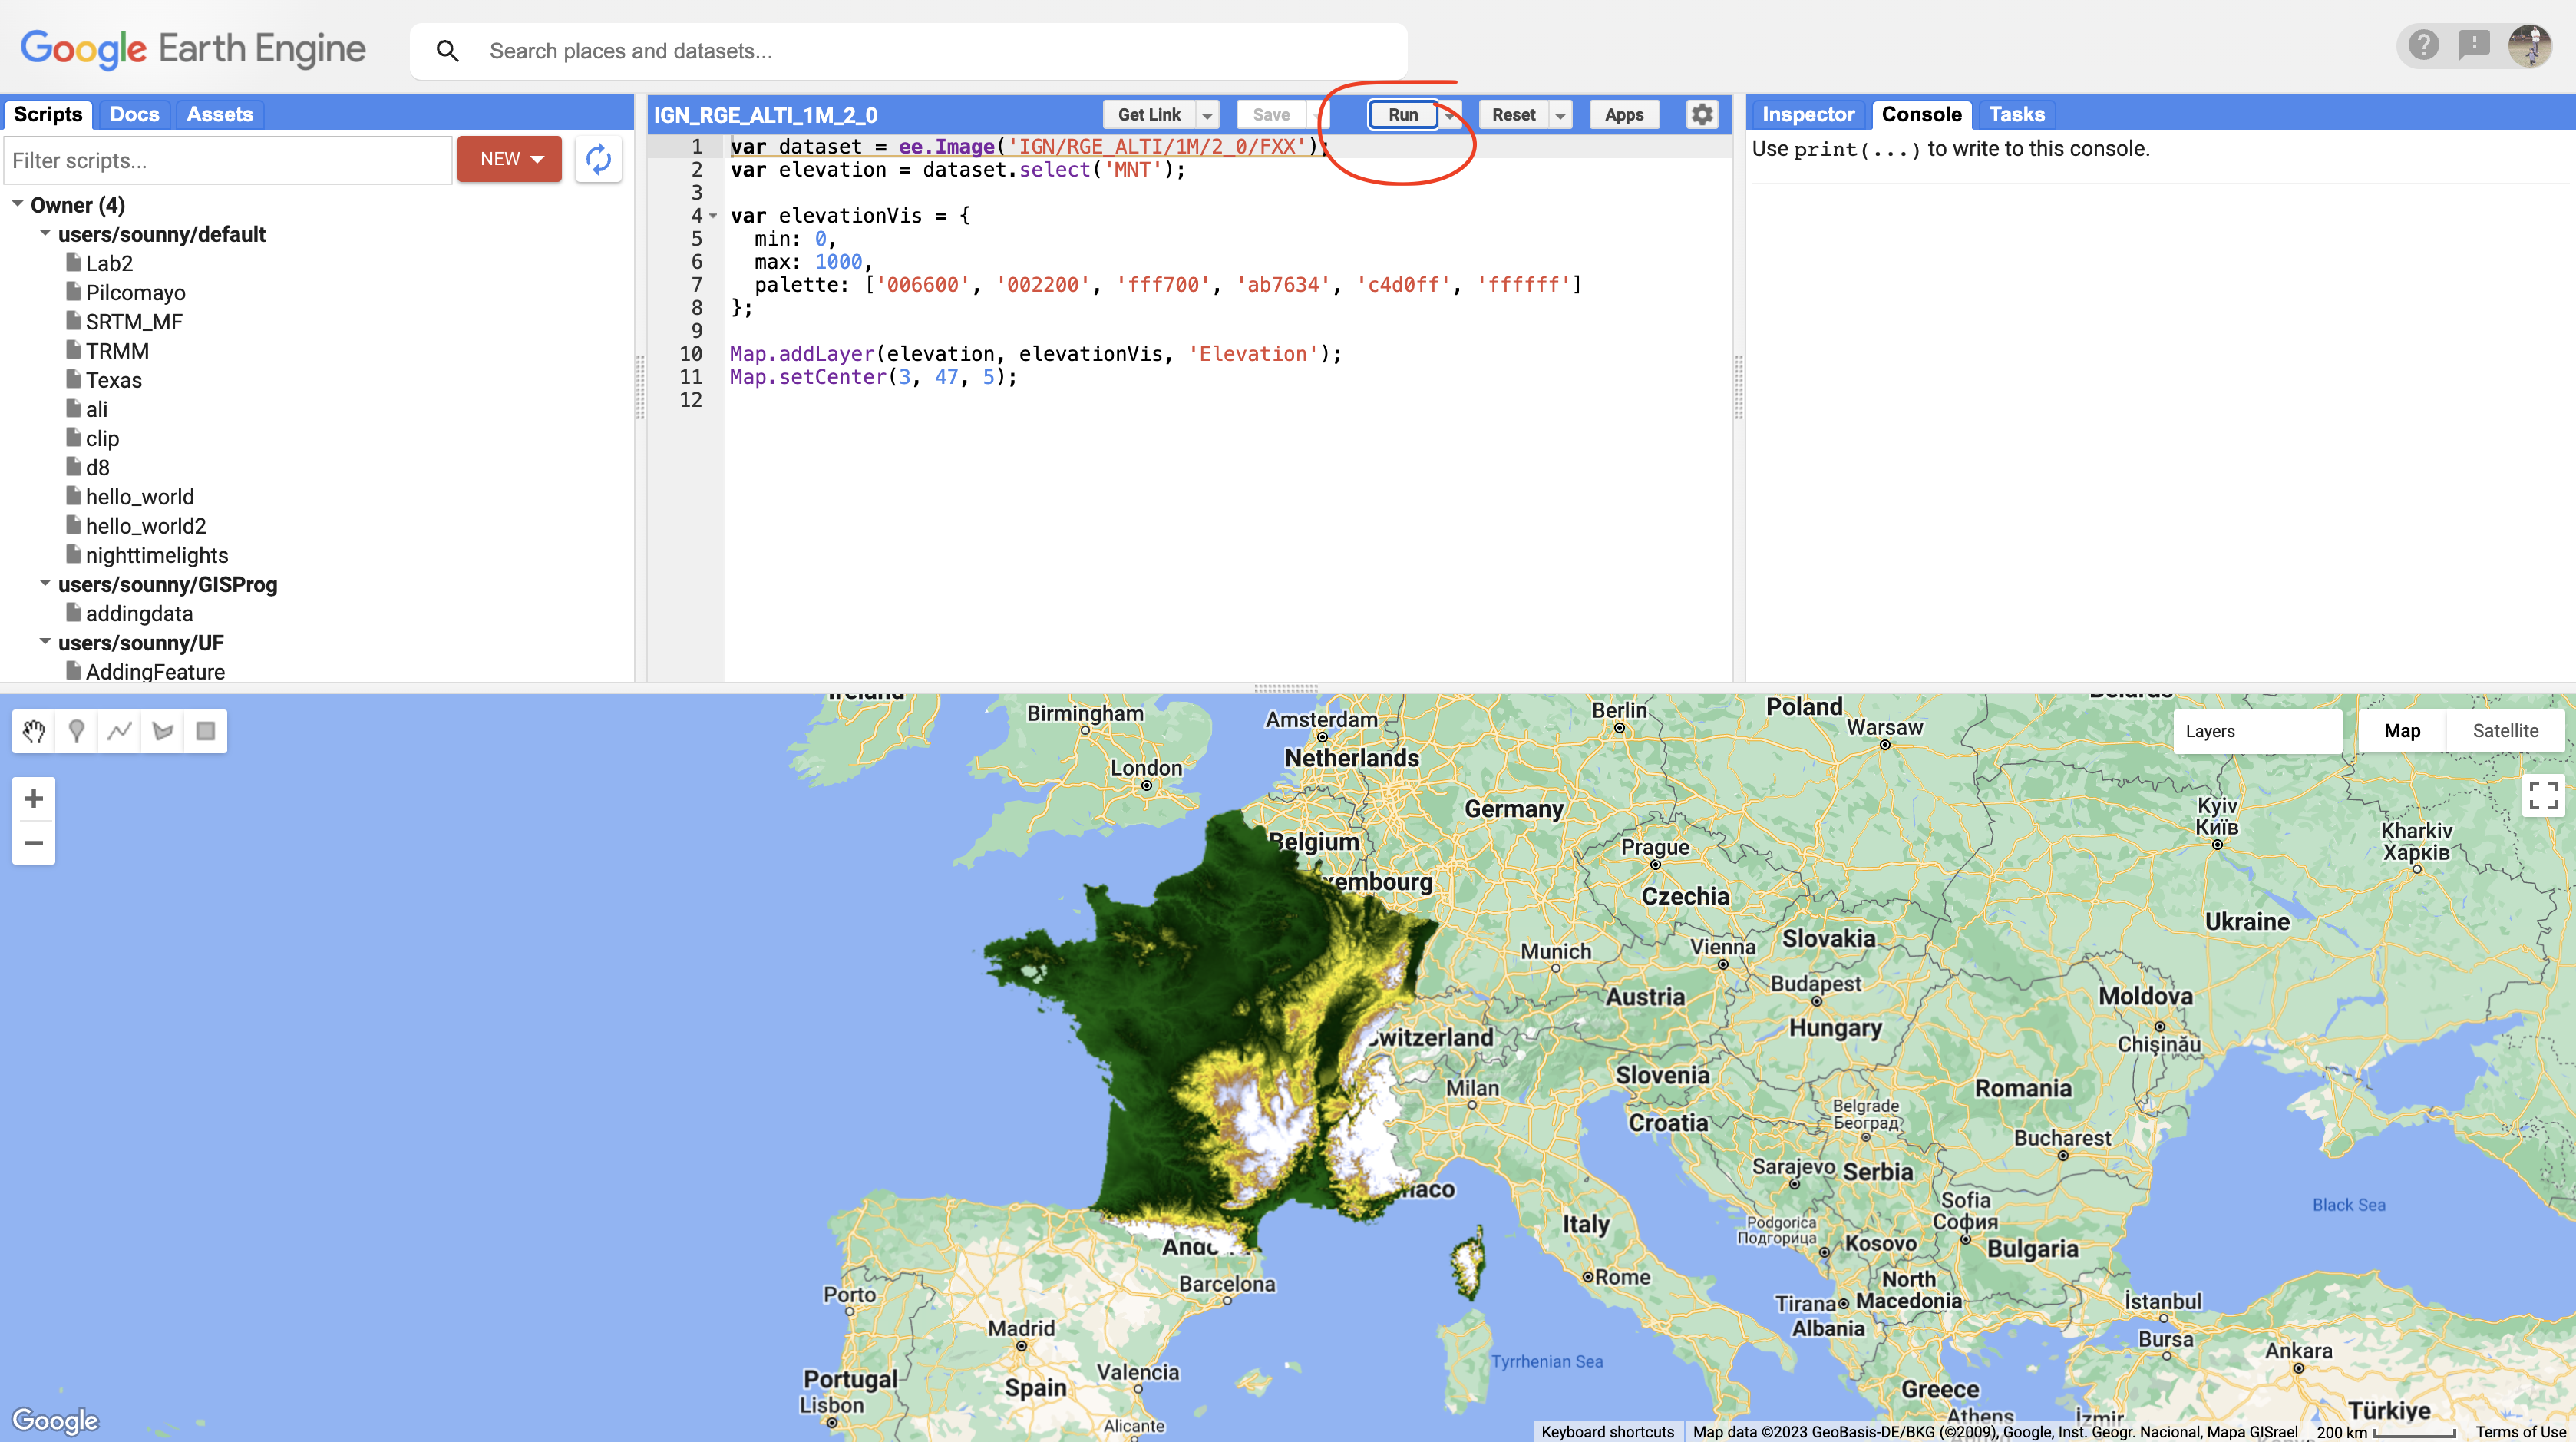 Google Earth Engine
Search places and datasets...
Scripts
Docs
Assets
Filter scripts...
NEW
Owner (4)
users/sounny/default
Lab2
Pilcomayo
SRTM_MF
TRMM
Texas
ali
clip
d8
hello_world
hello_world2
nighttimelights
users/sounny/GISProg
addingdata
users/sounny/UF
AddingFeature
IGN_RGE_ALTI_1M_2_0
Get Link
Save
Run
Reset
Apps
1 var dataset = ee.Image('IGN/RGE_ALTI/1M/2_0/FXX');
2 var elevation = dataset.select('MNT');
3
4 var elevationVis = {
5 min: 0,
6 max: 1000,
7 palette: ['006600', '002200', 'fff700', 'ab7634', 'c4d0ff', 'ffffff']
8 };
9
10 Map.addLayer(elevation, elevationVis, 'Elevation');
11 Map.setCenter(3, 47, 5);
12
Inspector
Console
Tasks
Use print(...) to write to this console.
Layers
Map
Satellite
Ireland
Birmingham
London
Amsterdam
Netherlands
Berlin
Poland
Warsaw
Belarus
Germany
Belgium
xembourg
Prague
Czechia
Kyiv
Київ
Kharkiv
Харків
Ukraine
Munich
Vienna
Slovakia
Austria
Budapest
Hungary
Moldova
Chișinău
witzerland
Milan
Slovenia
Croatia
Romania
Belgrade
Београд
Bucharest
Sarajevo
Serbia
naco
Italy
Sofia
София
Podgorica
Подгорица
Kosovo
Bulgaria
Black Sea
Barcelona
Rome
North
Macedonia
Tirana
Albania
İstanbul
Bursa
Ankara
Porto
Madrid
Portugal
Lisbon
Spain
Valencia
Alicante
Tyrrhenian Sea
Greece
Athens
İzmir
Türkiye
Google
Keyboard shortcuts
Map data ©2023 GeoBasis-DE/BKG (©2009), Google, Inst. Geogr. Nacional, Mapa GISrael
200 km
Terms of Use